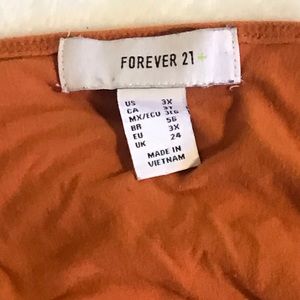 FOREVER 21+
US 3X
CA
MX/ECU
BR 3X
EU
UK 24
MADE IN
VIETNAM